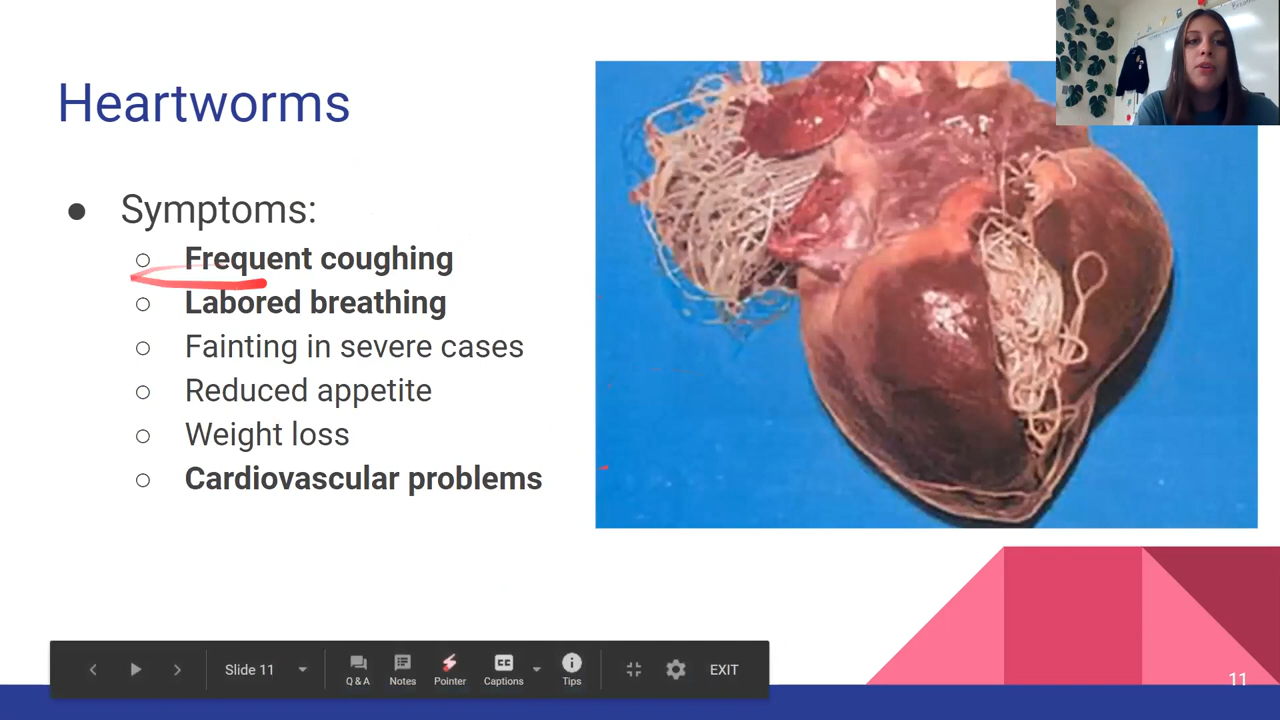 Heartworms
● Symptoms:
○ Frequent coughing
○ Labored breathing
○ Fainting in severe cases
○ Reduced appetite
○ Weight loss
○ Cardiovascular problems
Slide 11
Q & A
Notes
Pointer
CC
Captions
Tips
EXIT
11